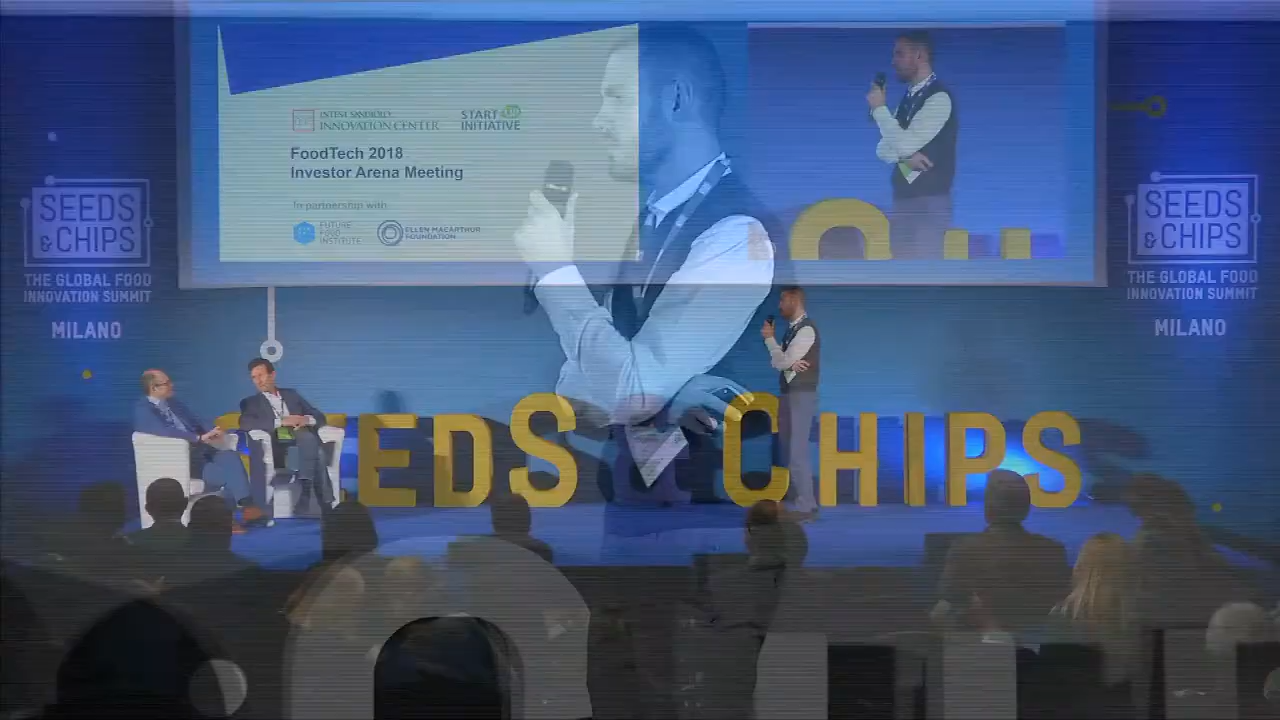 INTESA SANPAOLO
INNOVATION CENTER
START UP
INITIATIVE
FoodTech 2018
Investor Arena Meeting
In partnership with
FUTURE
FOOD
INSTITUTE
ELLEN MACARTHUR
FOUNDATION
SEEDS
& CHIPS
THE GLOBAL FOOD
INNOVATION SUMMIT
MILANO
SEEDS
& CHIPS
THE GLOBAL FOOD
INNOVATION SUMMIT
MILANO
SEEDS CHIPS